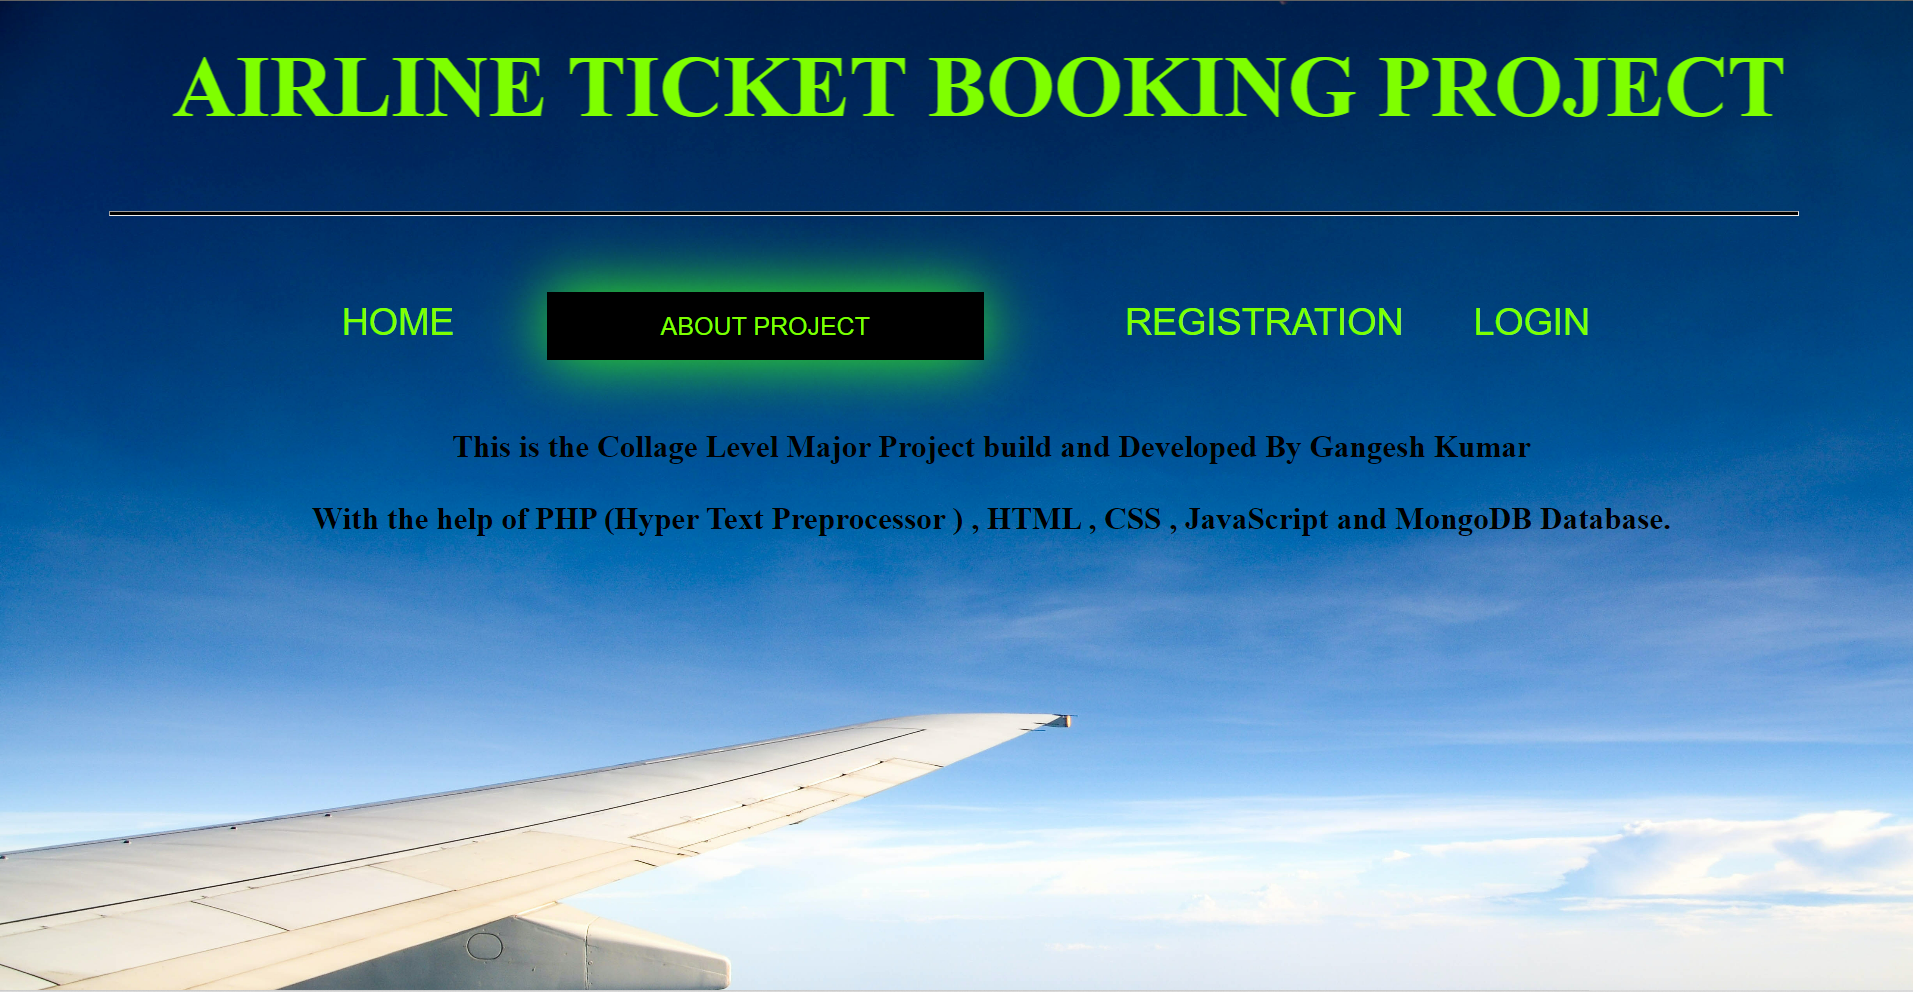 AIRLINE TICKET BOOKING PROJECT
HOME ABOUT PROJECT REGISTRATION LOGIN
This is the Collage Level Major Project build and Developed By Gangesh Kumar
With the help of PHP (Hyper Text Preprocessor ) , HTML , CSS , JavaScript and MongoDB Database.